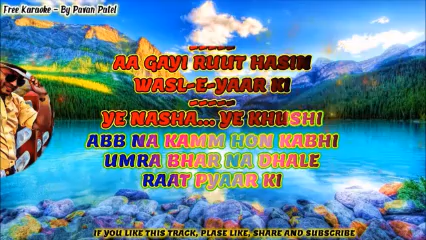 Free Karaoke - By Pavan Patel
-----
AA GAYI RUUT HASIN
WASL-E-YAAR KI
-----
YE NASHA... YE KHUSHI
ABB NA KAMM HON KABHI
UMRA BHAR NA DHALE
RAAT PYAAR KI
IF YOU LIKE THIS TRACK, PLASE LIKE, SHARE AND SUBSCRIBE